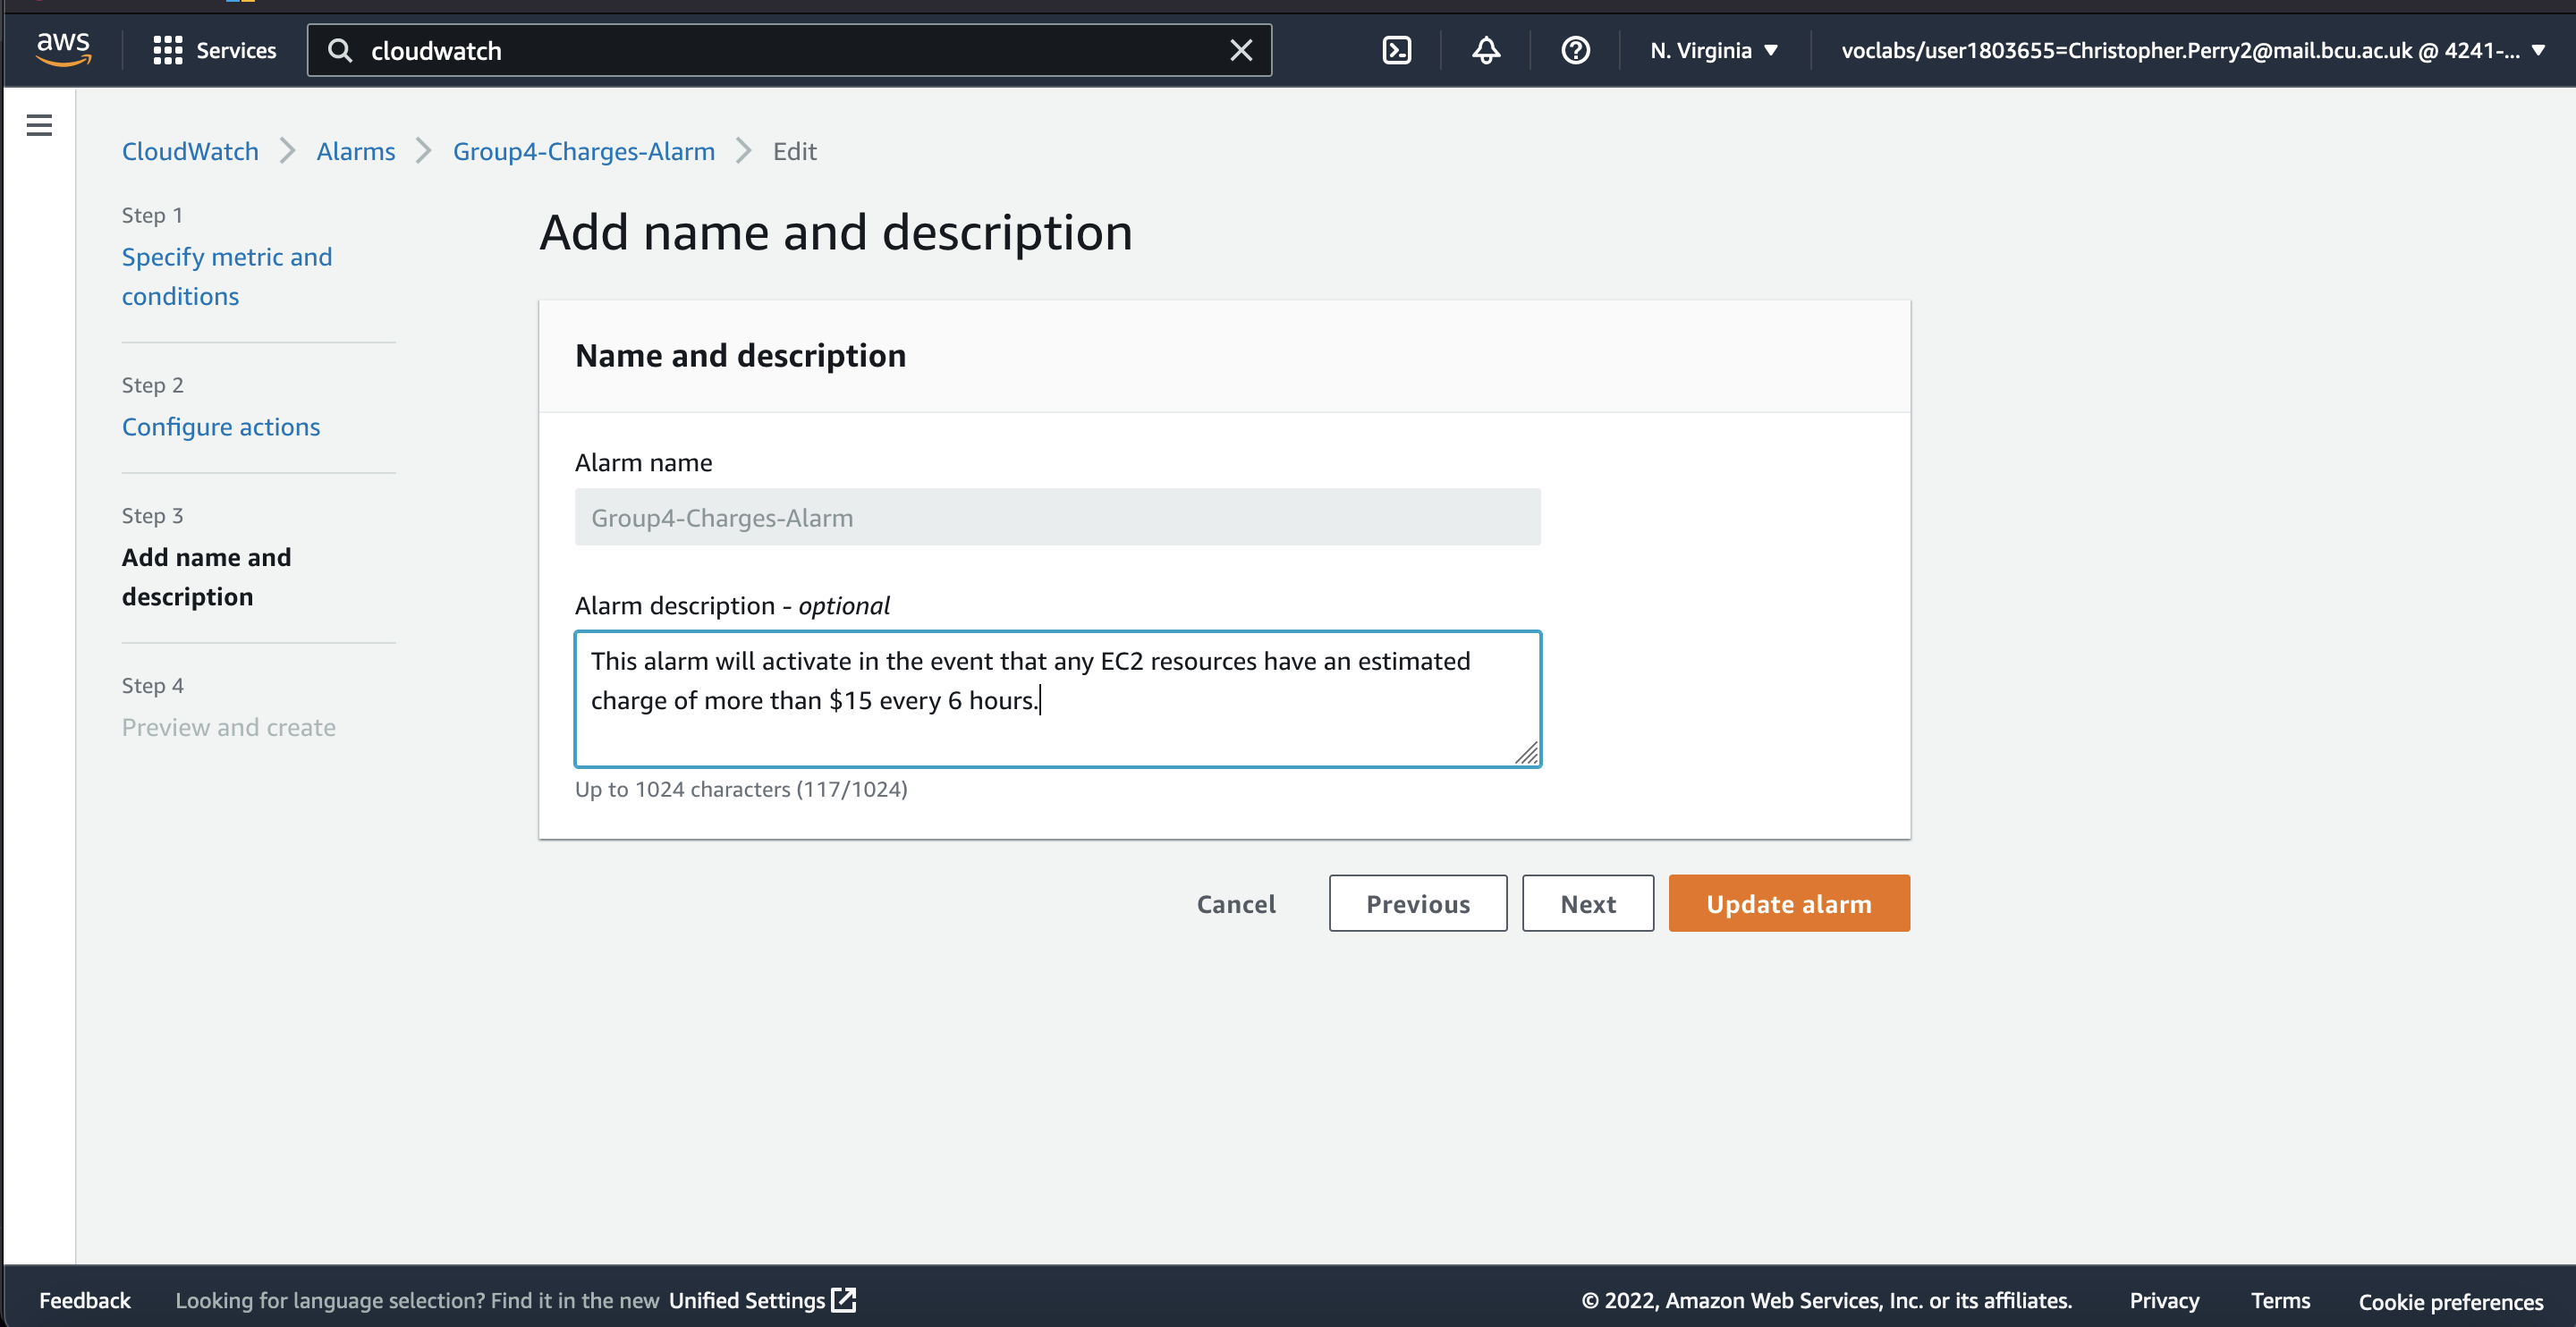 aws
Services
cloudwatch
N. Virginia
voclabs/user1803655=Christopher.Perry2@mail.bcu.ac.uk @ 4241-...
CloudWatch
Alarms
Group4-Charges-Alarm
Edit
Step 1
Specify metric and
conditions
Step 2
Configure actions
Step 3
Add name and
description
Step 4
Preview and create
Add name and description
Name and description
Alarm name
Group4-Charges-Alarm
Alarm description - optional
This alarm will activate in the event that any EC2 resources have an estimated
charge of more than $15 every 6 hours.
Up to 1024 characters (117/1024)
Cancel
Previous
Next
Update alarm
Feedback
Looking for language selection? Find it in the new Unified Settings
© 2022, Amazon Web Services, Inc. or its affiliates.
Privacy
Terms
Cookie preferences